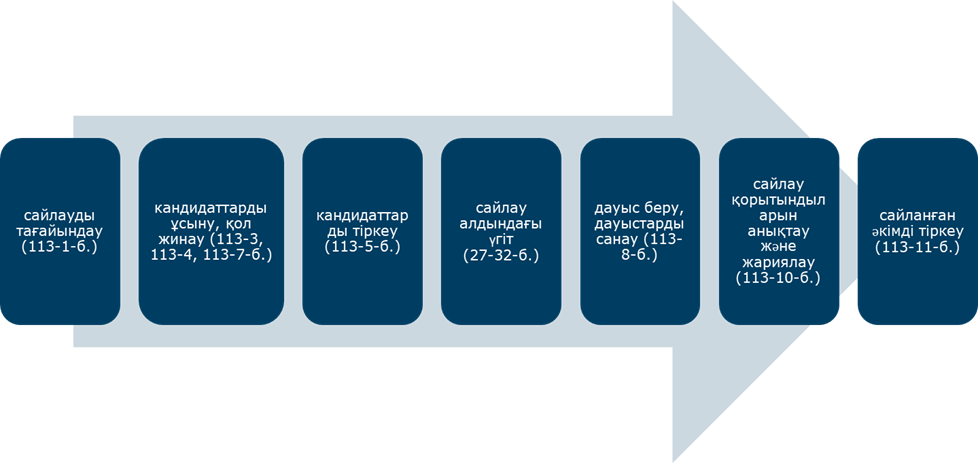 сайлауды
тағайындау
(113-1-б.)
кандидаттарды
ұсыну, қол
жинау (113-3,
113-4, 113-7-б.)
кандидаттар
ды тіркеу
(113-5-б.)
сайлау
алдындағы
үгіт
(27-32-б.)
дауыс беру,
дауыстарды
санау (113-
8-б.)
сайлау
қорытындыл
арын
анықтау
және
жариялау
(113-10-б.)
сайланған
әкімді тіркеу
(113-11-б.)